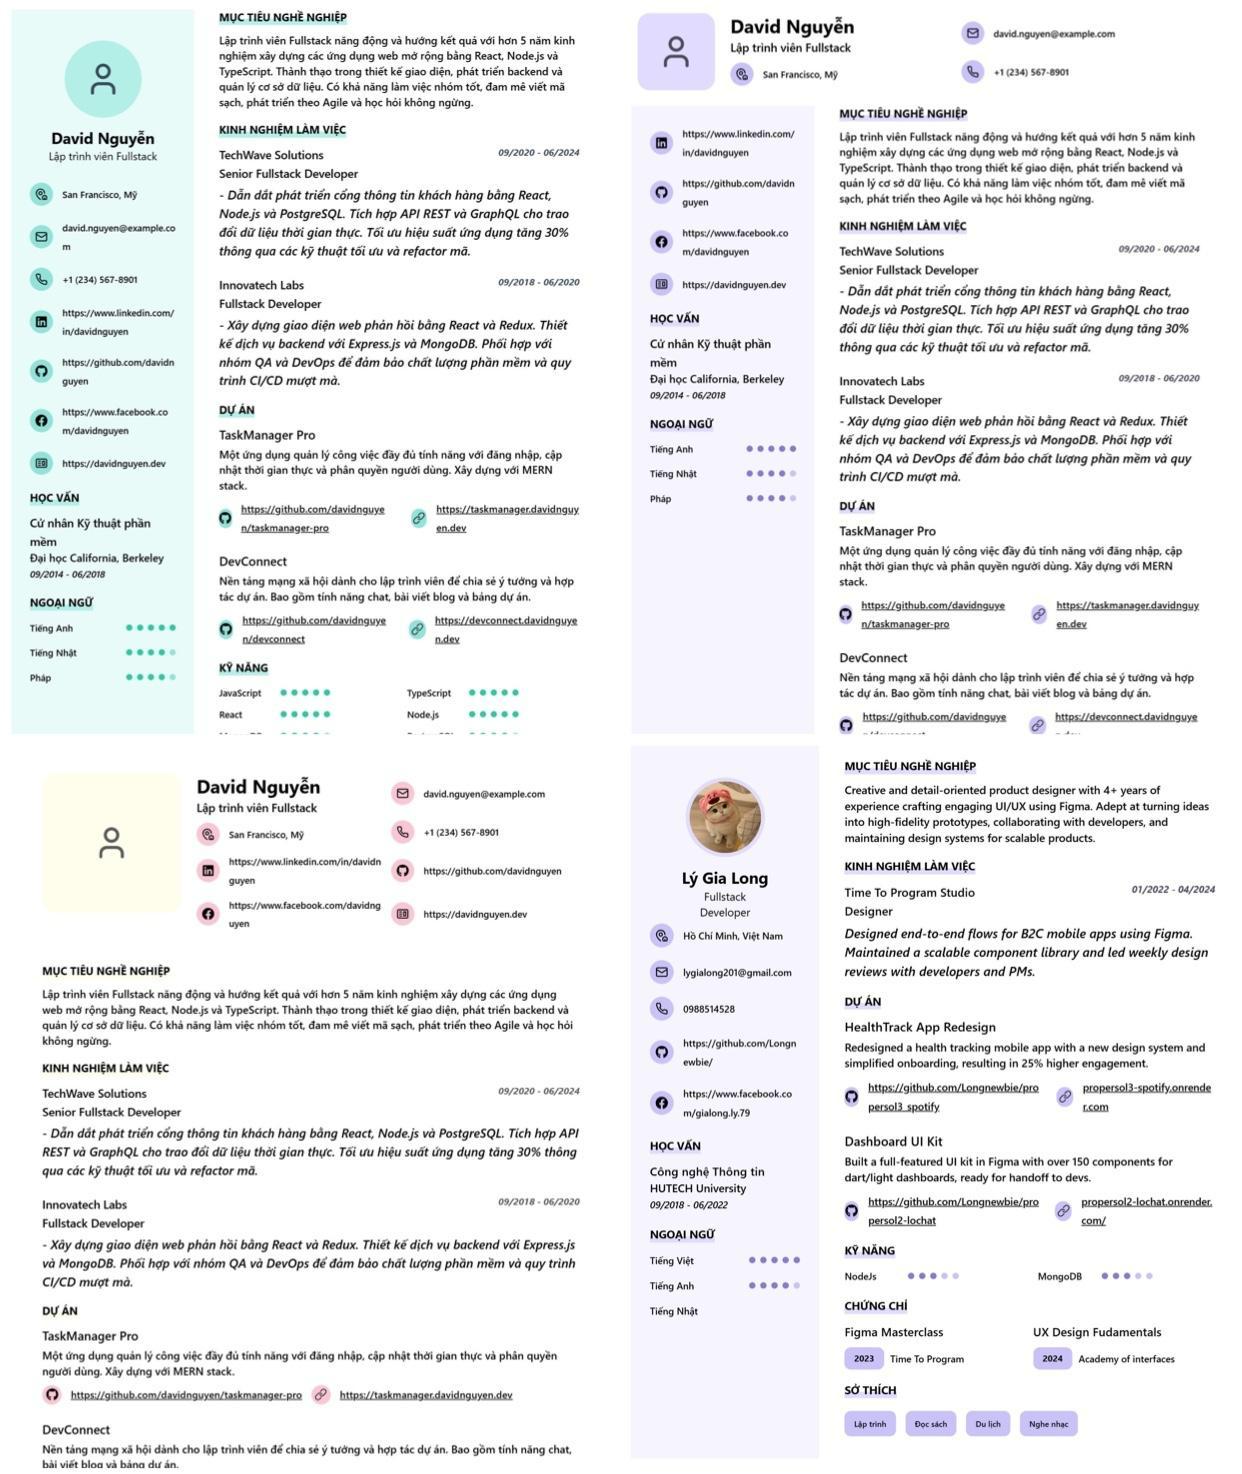 David Nguyễn
Lập trình viên Fullstack
San Francisco, Mỹ
david.nguyen@example.co
m
+1 (234) 567-8901
https://www.linkedin.com/
in/davidnguyen
https://github.com/davidn
guyen
https://www.facebook.co
m/davidnguyen
https://davidnguyen.dev
HỌC VẤN
Cử nhân Kỹ thuật phần
mềm
Đại học California, Berkeley
09/2014 - 06/2018
NGOẠI NGỮ
Tiếng Anh
Tiếng Nhật
Pháp
MỤC TIÊU NGHỀ NGHIỆP
Lập trình viên Fullstack năng động và hướng kết quả với hơn 5 năm kinh
nghiệm xây dựng các ứng dụng web mở rộng bằng React, Node.js và
TypeScript. Thành thạo trong thiết kế giao diện, phát triển backend và
quản lý cơ sở dữ liệu. Có khả năng làm việc nhóm tốt, đam mê viết mã
sạch, phát triển theo Agile và học hỏi không ngừng.
KINH NGHIỆM LÀM VIỆC
TechWave Solutions 09/2020 - 06/2024
Senior Fullstack Developer
- Dẫn dắt phát triển cổng thông tin khách hàng bằng React,
Node.js và PostgreSQL. Tích hợp API REST và GraphQL cho trao
đổi dữ liệu thời gian thực. Tối ưu hiệu suất ứng dụng tăng 30%
thông qua các kỹ thuật tối ưu và refactor mã.
Innovatech Labs 09/2018 - 06/2020
Fullstack Developer
- Xây dựng giao diện web phản hồi bằng React và Redux. Thiết
kế dịch vụ backend với Express.js và MongoDB. Phối hợp với
nhóm QA và DevOps để đảm bảo chất lượng phần mềm và quy
trình CI/CD mượt mà.
DỰ ÁN
TaskManager Pro
Một ứng dụng quản lý công việc đầy đủ tính năng với đăng nhập, cập
nhật thời gian thực và phân quyền người dùng. Xây dựng với MERN
stack.
https://github.com/davidnguye
n/taskmanager-pro
https://taskmanager.davidnguy
en.dev
DevConnect
Nền tảng mạng xã hội dành cho lập trình viên để chia sẻ ý tưởng và hợp
tác dự án. Bao gồm tính năng chat, bài viết blog và bảng dự án.
https://github.com/davidnguye
n/devconnect
https://devconnect.davidnguye
n.dev
KỸ NĂNG
JavaScript TypeScript
React Node.js
David Nguyễn
Lập trình viên Fullstack
San Francisco, Mỹ
david.nguyen@example.com
+1 (234) 567-8901
https://www.linkedin.com/
in/davidnguyen
https://github.com/davidn
guyen
https://www.facebook.co
m/davidnguyen
https://davidnguyen.dev
HỌC VẤN
Cử nhân Kỹ thuật phần
mềm
Đại học California, Berkeley
09/2014 - 06/2018
NGOẠI NGỮ
Tiếng Anh
Tiếng Nhật
Pháp
MỤC TIÊU NGHỀ NGHIỆP
Lập trình viên Fullstack năng động và hướng kết quả với hơn 5 năm kinh
nghiệm xây dựng các ứng dụng web mở rộng bằng React, Node.js và
TypeScript. Thành thạo trong thiết kế giao diện, phát triển backend và
quản lý cơ sở dữ liệu. Có khả năng làm việc nhóm tốt, đam mê viết mã
sạch, phát triển theo Agile và học hỏi không ngừng.
KINH NGHIỆM LÀM VIỆC
TechWave Solutions 09/2020 - 06/2024
Senior Fullstack Developer
- Dẫn dắt phát triển cổng thông tin khách hàng bằng React,
Node.js và PostgreSQL. Tích hợp API REST và GraphQL cho trao
đổi dữ liệu thời gian thực. Tối ưu hiệu suất ứng dụng tăng 30%
thông qua các kỹ thuật tối ưu và refactor mã.
Innovatech Labs 09/2018 - 06/2020
Fullstack Developer
- Xây dựng giao diện web phản hồi bằng React và Redux. Thiết
kế dịch vụ backend với Express.js và MongoDB. Phối hợp với
nhóm QA và DevOps để đảm bảo chất lượng phần mềm và quy
trình CI/CD mượt mà.
DỰ ÁN
TaskManager Pro
Một ứng dụng quản lý công việc đầy đủ tính năng với đăng nhập, cập
nhật thời gian thực và phân quyền người dùng. Xây dựng với MERN
stack.
https://github.com/davidnguye
n/taskmanager-pro
https://taskmanager.davidnguy
en.dev
DevConnect
Nền tảng mạng xã hội dành cho lập trình viên để chia sẻ ý tưởng và hợp
tác dự án. Bao gồm tính năng chat, bài viết blog và bảng dự án.
https://github.com/davidnguye
https://devconnect.davidnguye
David Nguyễn
Lập trình viên Fullstack
San Francisco, Mỹ
https://www.linkedin.com/in/davidn
guyen
https://www.facebook.com/davidng
uyen
david.nguyen@example.com
+1 (234) 567-8901
https://github.com/davidnguyen
https://davidnguyen.dev
MỤC TIÊU NGHỀ NGHIỆP
Lập trình viên Fullstack năng động và hướng kết quả với hơn 5 năm kinh nghiệm xây dựng các ứng dụng
web mở rộng bằng React, Node.js và TypeScript. Thành thạo trong thiết kế giao diện, phát triển backend và
quản lý cơ sở dữ liệu. Có khả năng làm việc nhóm tốt, đam mê viết mã sạch, phát triển theo Agile và học hỏi
không ngừng.
KINH NGHIỆM LÀM VIỆC
TechWave Solutions 09/2020 - 06/2024
Senior Fullstack Developer
- Dẫn dắt phát triển cổng thông tin khách hàng bằng React, Node.js và PostgreSQL. Tích hợp API
REST và GraphQL cho trao đổi dữ liệu thời gian thực. Tối ưu hiệu suất ứng dụng tăng 30% thông
qua các kỹ thuật tối ưu và refactor mã.
Innovatech Labs 09/2018 - 06/2020
Fullstack Developer
- Xây dựng giao diện web phản hồi bằng React và Redux. Thiết kế dịch vụ backend với Express.js
và MongoDB. Phối hợp với nhóm QA và DevOps để đảm bảo chất lượng phần mềm và quy trình
CI/CD mượt mà.
DỰ ÁN
TaskManager Pro
Một ứng dụng quản lý công việc đầy đủ tính năng với đăng nhập, cập nhật thời gian thực và phân quyền
người dùng. Xây dựng với MERN stack.
https://github.com/davidnguyen/taskmanager-pro https://taskmanager.davidnguyen.dev
DevConnect
Nền tảng mạng xã hội dành cho lập trình viên để chia sẻ ý tưởng và hợp tác dự án. Bao gồm tính năng chat,
bài viết blog và bảng dự án.
Lý Gia Long
Fullstack
Developer
Hồ Chí Minh, Việt Nam
lygialong201@gmail.com
0988514528
https://github.com/Longn
ewbie/
https://www.facebook.co
m/gialong.ly.79
HỌC VẤN
Công nghệ Thông tin
HUTECH University
09/2018 - 06/2022
NGOẠI NGỮ
Tiếng Việt
Tiếng Anh
Tiếng Nhật
MỤC TIÊU NGHỀ NGHIỆP
Creative and detail-oriented product designer with 4+ years of
experience crafting engaging UI/UX using Figma. Adept at turning ideas
into high-fidelity prototypes, collaborating with developers, and
maintaining design systems for scalable products.
KINH NGHIỆM LÀM VIỆC
Time To Program Studio 01/2022 - 04/2024
Designer
Designed end-to-end flows for B2C mobile apps using Figma.
Maintained a scalable component library and led weekly design
reviews with developers and PMs.
DỰ ÁN
HealthTrack App Redesign
Redesigned a health tracking mobile app with a new design system and
simplified onboarding, resulting in 25% higher engagement.
https://github.com/Longnewbie/pro
persol3_spotify
propersol3-spotify.onrende
r.com
Dashboard UI Kit
Built a full-featured UI kit in Figma with over 150 components for
dart/light dashboards, ready for handoff to devs.
https://github.com/Longnewbie/pro
persol2-lochat
propersol2-lochat.onrender.
com/
KỸ NĂNG
NodeJs MongoDB
CHỨNG CHỈ
Figma Masterclass UX Design Fudamentals
2023 Time To Program 2024 Academy of interfaces
SỞ THÍCH
Lập trình Đọc sách Du lịch Nghe nhạc